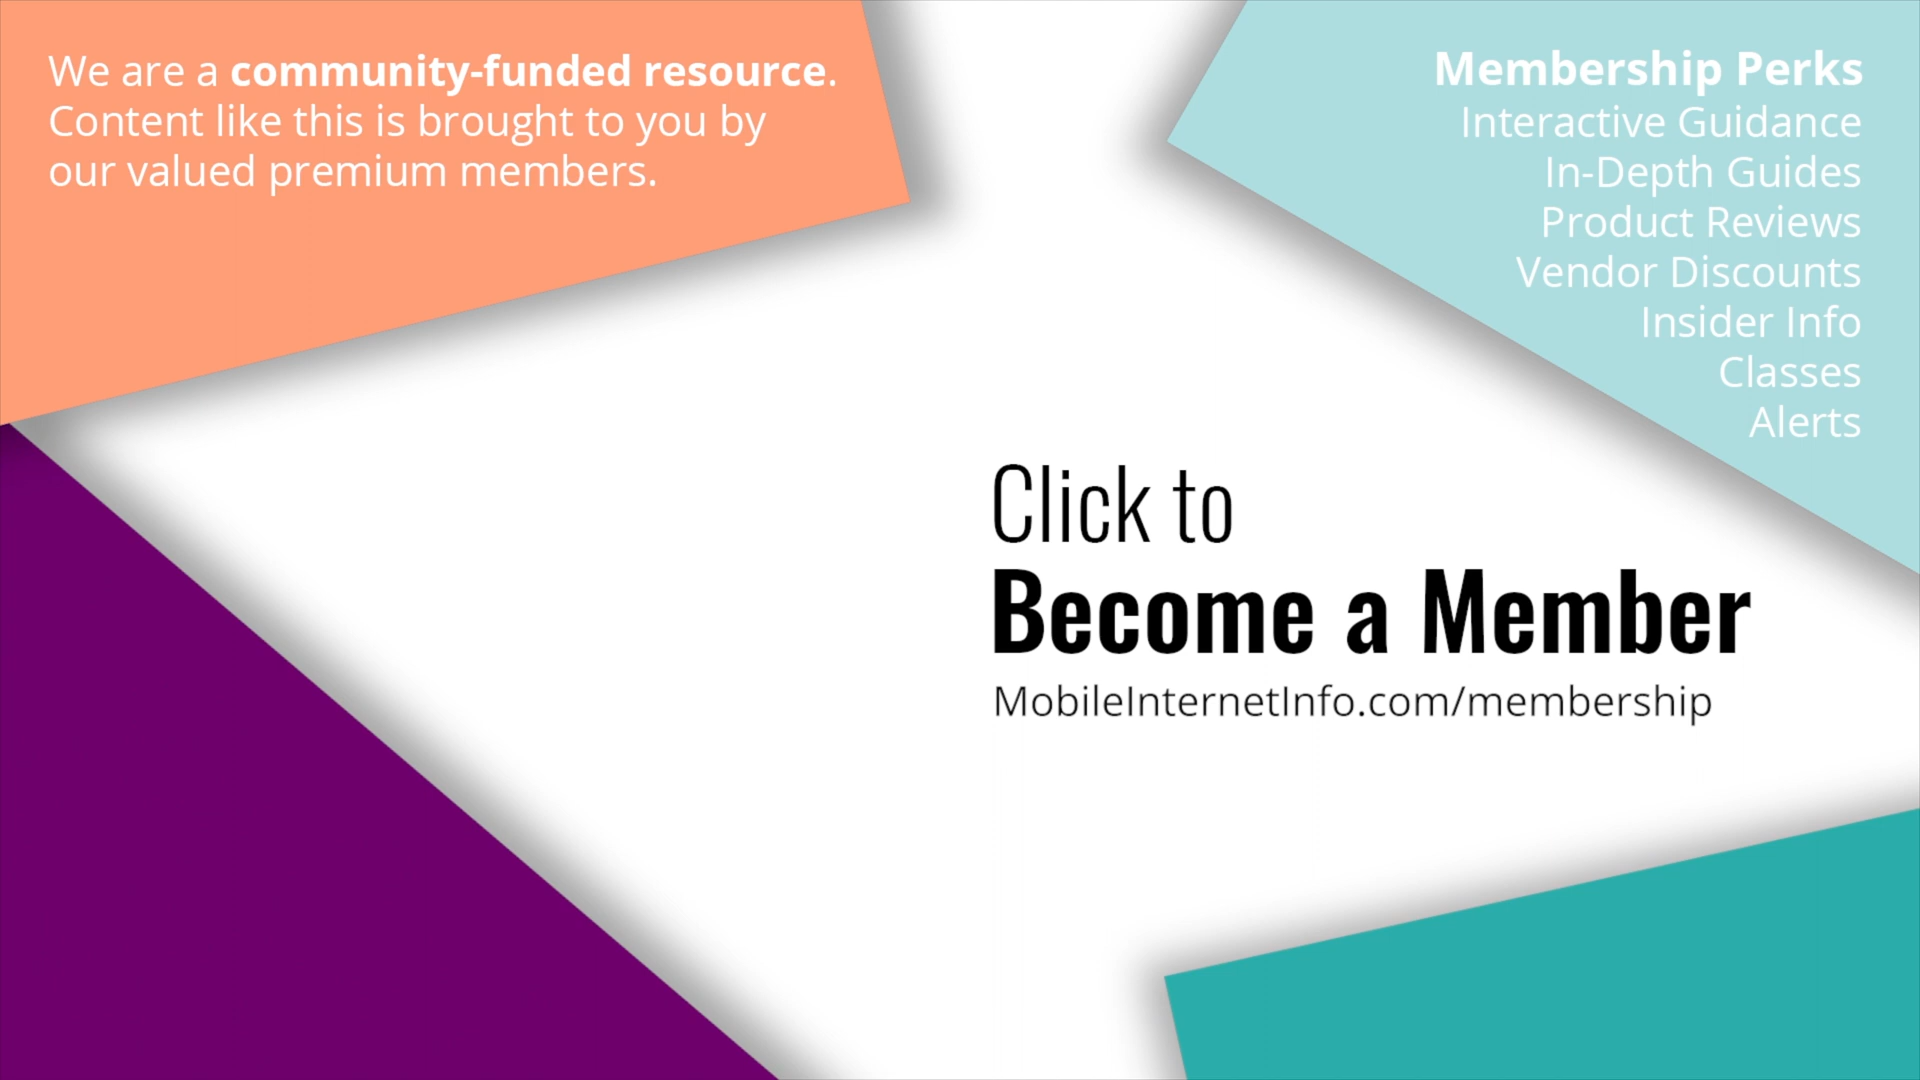 We are a community-funded resource.
Content like this is brought to you by
our valued premium members.
Membership Perks
Interactive Guidance
In-Depth Guides
Product Reviews
Vendor Discounts
Insider Info
Classes
Alerts
Click to
Become a Member
MobileInternetInfo.com/membership